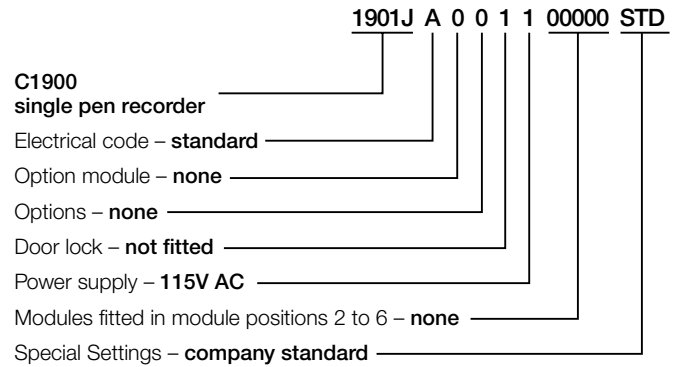 1901J A 0 0 1 1 00000 STD
C1900
single pen recorder
Electrical code – standard
Option module – none
Options – none
Door lock – not fitted
Power supply – 115V AC
Modules fitted in module positions 2 to 6 – none
Special Settings – company standard